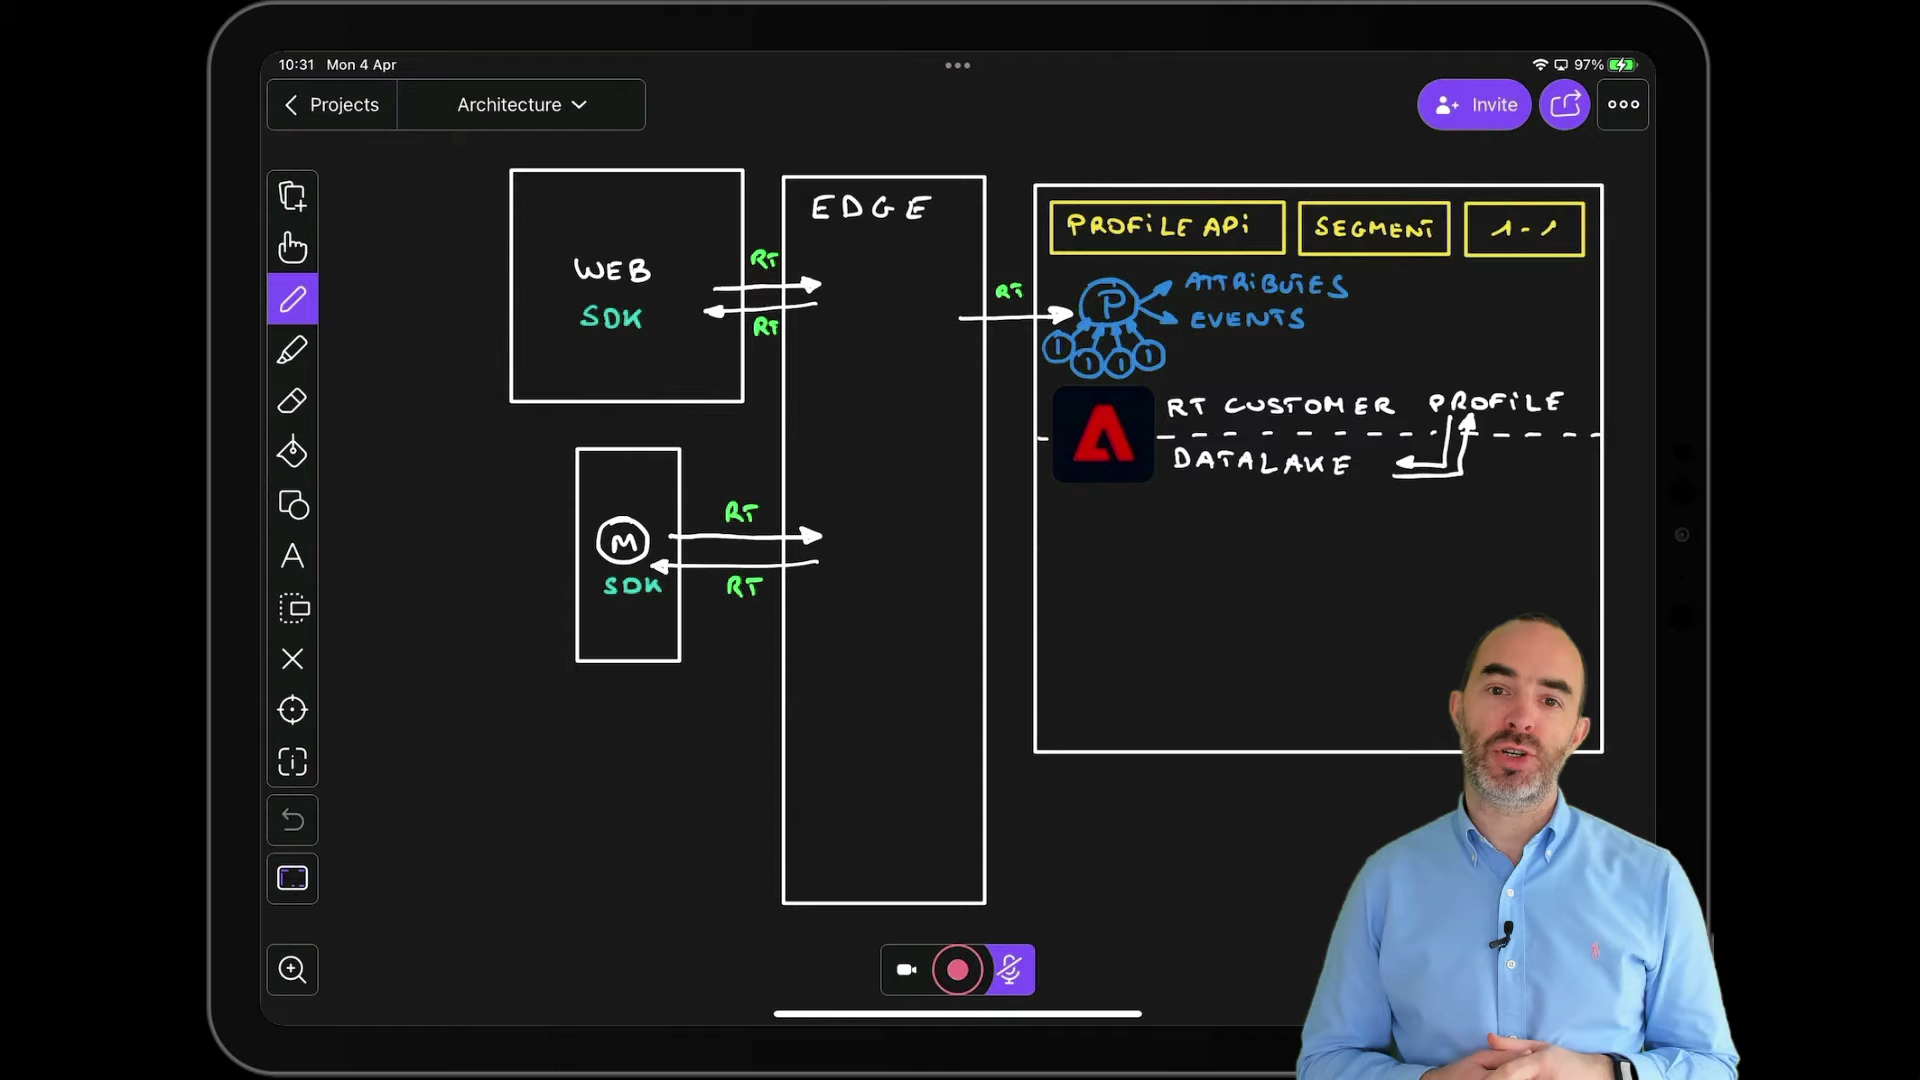 10:31 Mon 4 Apr
97%
Projects
Architecture
Invite
EDGE
WEB
SDK
RT
RT
RT
PROFiLE APi
SEGMENT
1-1
P
ATTRiBUTES
EVENTS
I
I
I
I
RT CUSTOMER PROFiLE
DATALAKE
M
SDK
RT
RT